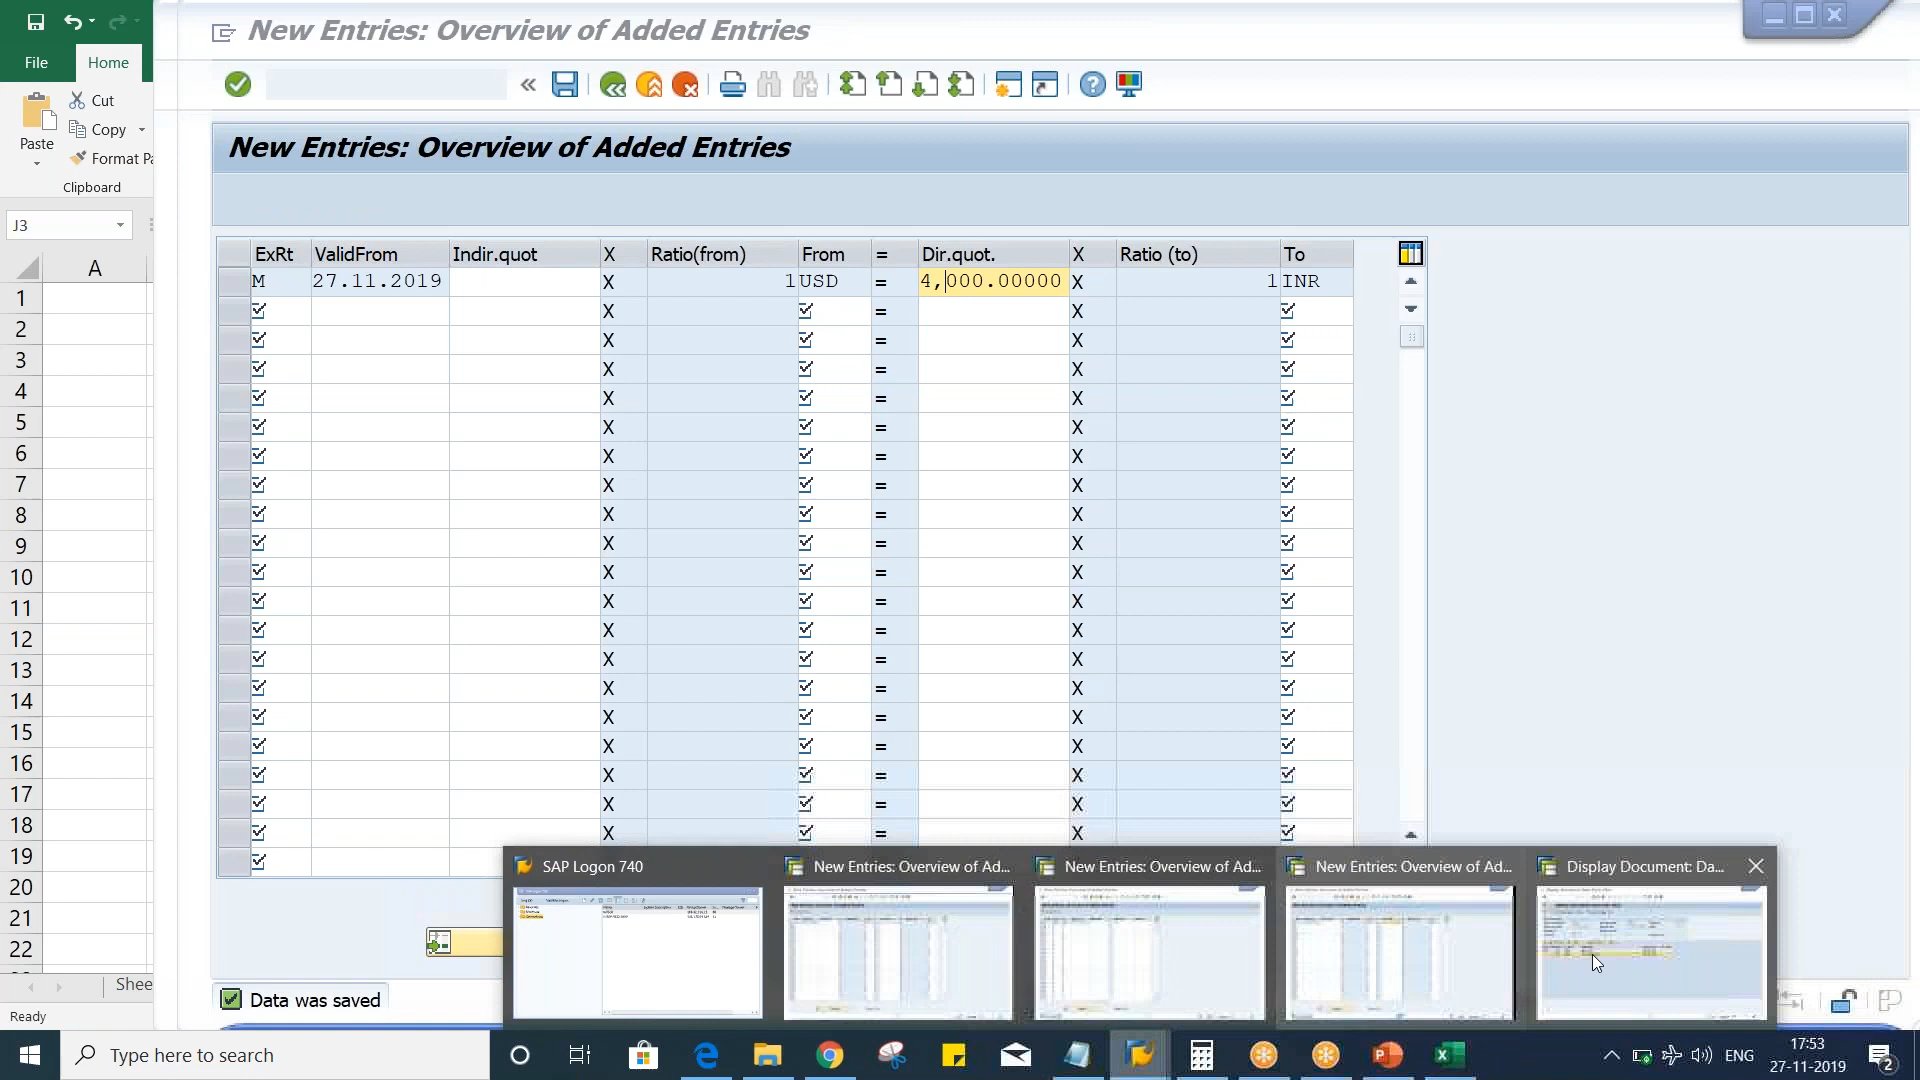 New Entries: Overview of Added Entries
File
Home
Cut
Copy
Format Pa
Paste
Clipboard
New Entries: Overview of Added Entries
J3
A
ExRt ValidFrom Indir.quot X Ratio(from) From = Dir.quot. X Ratio (to) To
M 27.11.2019 X 1 USD = 4,000.00000 X 1 INR
1 X = X
2 X = X
3 X = X
4 X = X
5 X = X
6 X = X
7 X = X
8 X = X
9 X = X
10 X = X
11 X = X
12 X = X
13 X = X
14 X = X
15 X = X
16 X = X
17 X = X
18 X = X
19 X = X
20
21
22
SAP Logon 740
New Entries: Overview of Ad...
New Entries: Overview of Ad...
New Entries: Overview of Ad...
Display Document: Da...
Shee
Data was saved
Ready
Type here to search
ENG
17:53
27-11-2019
2